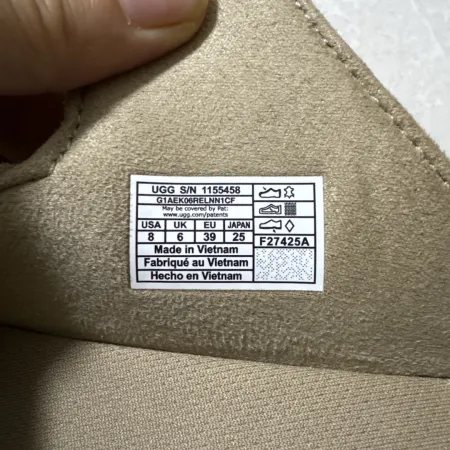 UGG S/N 1155458
G1AEK06RELNN1CF
May be covered by Pat:
www.ugg.com/patents
USA UK EU JAPAN
8 6 39 25
Made in Vietnam
Fabriqué au Vietnam
Hecho en Vietnam
F27425A